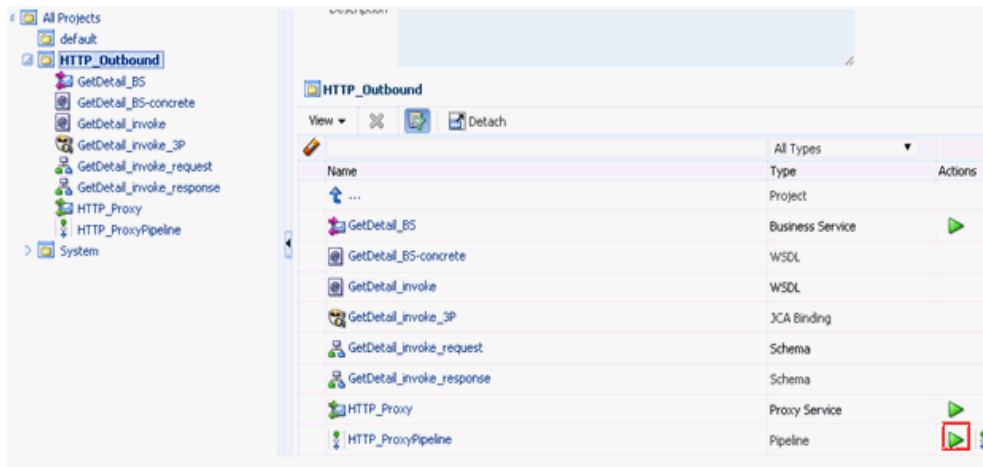 All Projects
default
HTTP_Outbound
GetDetail_BS
GetDetail_BS-concrete
GetDetail_invoke
GetDetail_invoke_3P
GetDetail_invoke_request
GetDetail_invoke_response
HTTP_Proxy
HTTP_ProxyPipeline
System
Description
HTTP_Outbound
View Detach
All Types
Name Type Actions
... Project
GetDetail_BS Business Service
GetDetail_BS-concrete WSDL
GetDetail_invoke WSDL
GetDetail_invoke_3P JCA Binding
GetDetail_invoke_request Schema
GetDetail_invoke_response Schema
HTTP_Proxy Proxy Service
HTTP_ProxyPipeline Pipeline